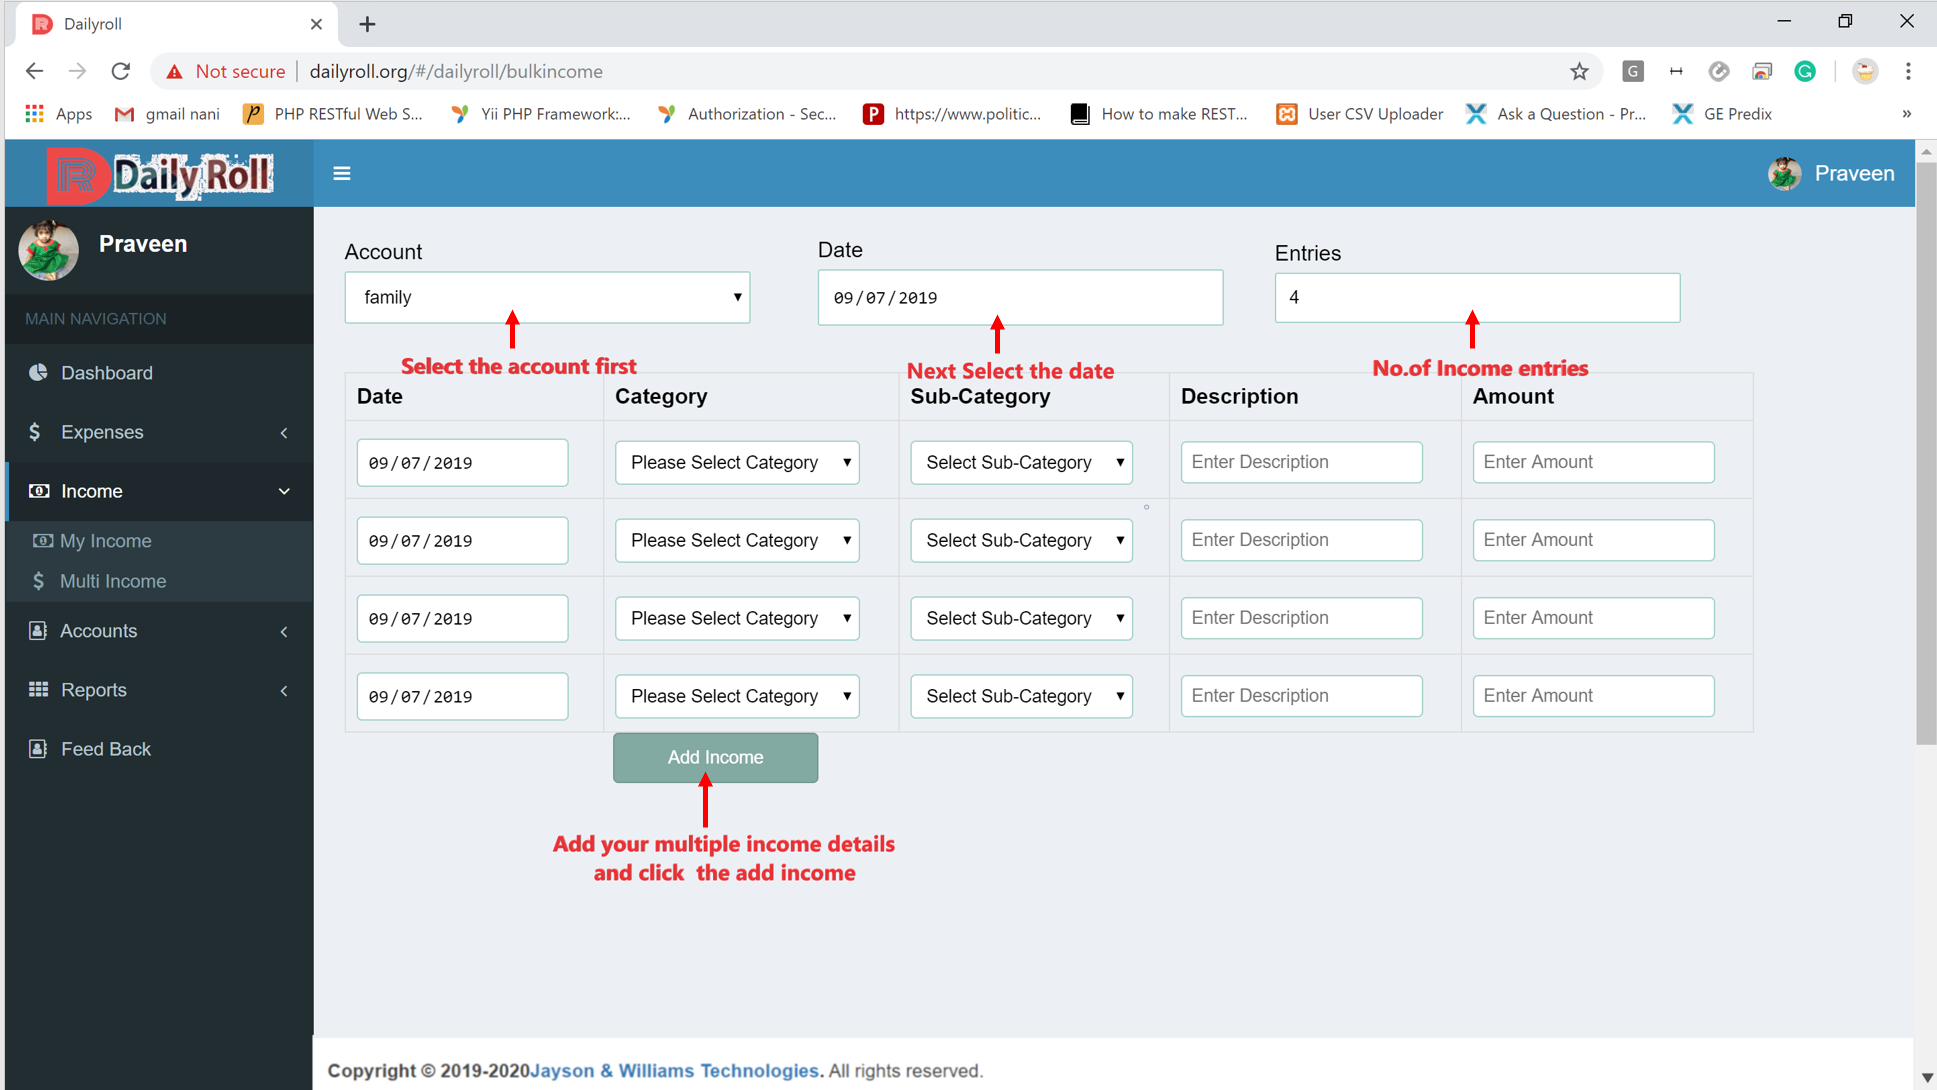 Dailyroll
Not secure | dailyroll.org/#/dailyroll/bulkincome
Apps gmail nani PHP RESTful Web S... Yii PHP Framework:... Authorization - Sec... https://www.politic... How to make REST... User CSV Uploader Ask a Question - Pr... GE Predix »
Daily Roll
Praveen
Praveen
MAIN NAVIGATION
Dashboard
Expenses
Income
My Income
Multi Income
Accounts
Reports
Feed Back
Account Date Entries
family 09/07/2019 4
Select the account first Next Select the date No.of Income entries
Date Category Sub-Category Description Amount
09/07/2019 Please Select Category Select Sub-Category Enter Description Enter Amount
09/07/2019 Please Select Category Select Sub-Category Enter Description Enter Amount
09/07/2019 Please Select Category Select Sub-Category Enter Description Enter Amount
09/07/2019 Please Select Category Select Sub-Category Enter Description Enter Amount
Add Income
Add your multiple income details
and click the add income
Copyright © 2019-2020Jayson & Williams Technologies. All rights reserved.